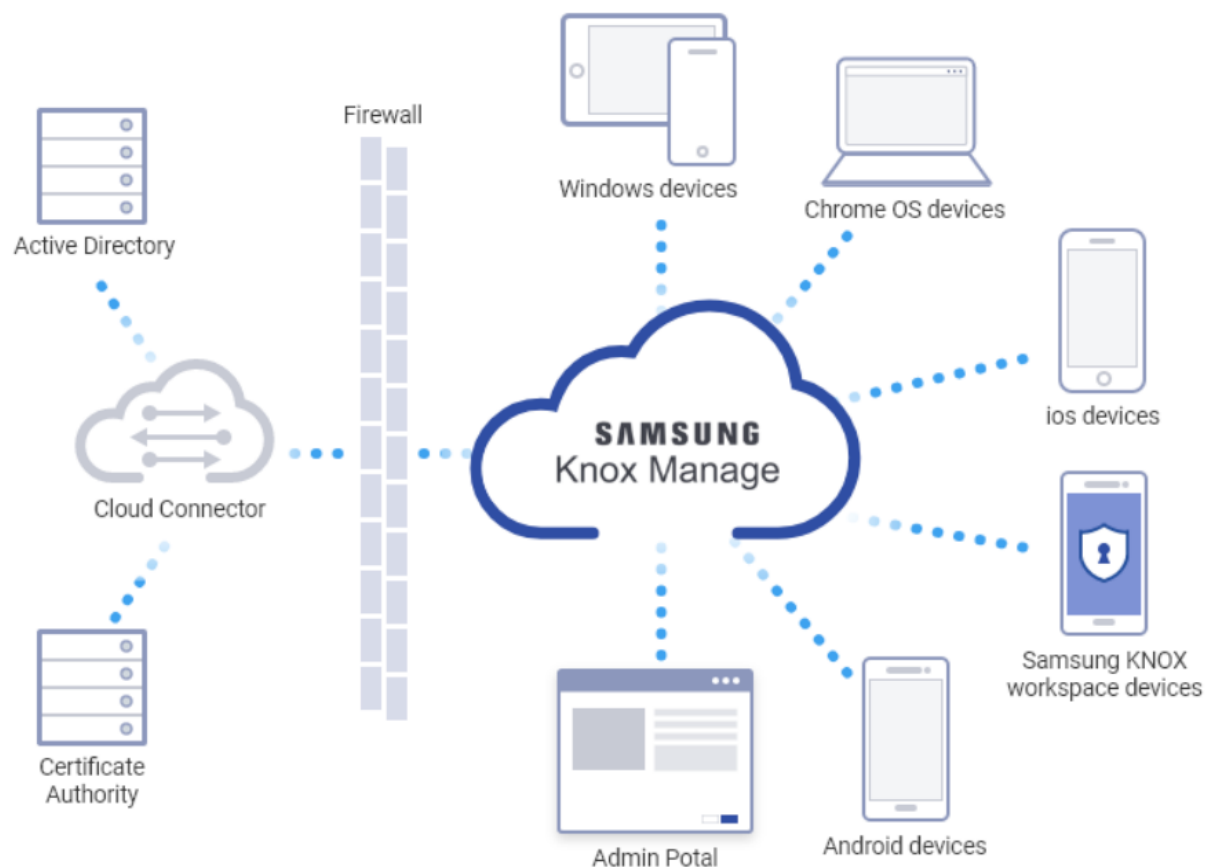 Firewall
Active Directory
Windows devices
Chrome OS devices
ios devices
SAMSUNG
Knox Manage
Cloud Connector
Samsung KNOX
workspace devices
Certificate
Authority
Admin Potal
Android devices